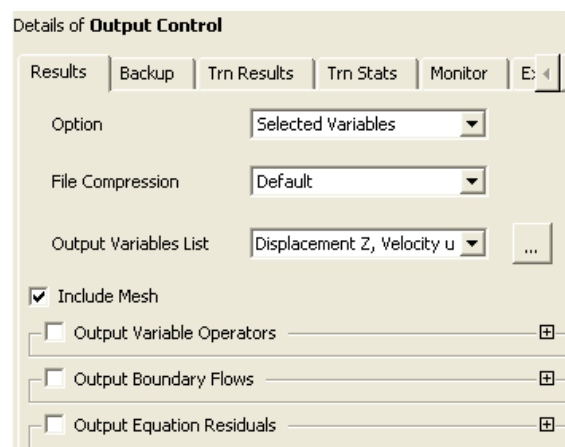 Details of Output Control
Results Backup Trn Results Trn Stats Monitor
Option Selected Variables
File Compression Default
Output Variables List Displacement Z, Velocity u ...
Include Mesh
Output Variable Operators
Output Boundary Flows
Output Equation Residuals